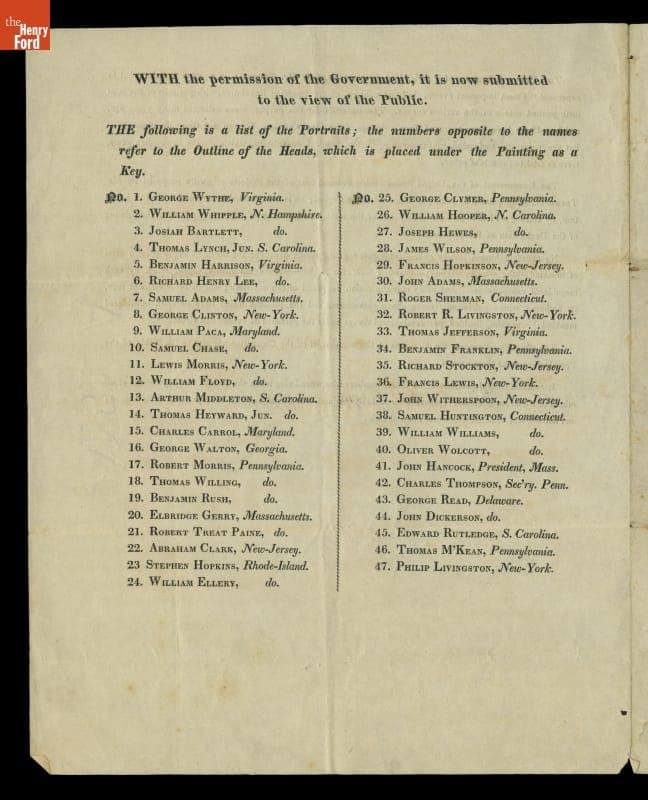 the
Henry
Ford
WITH the permission of the Government, it is now submitted
to the view of the Public.
THE following is a list of the Portraits; the numbers opposite to the names
refer to the Outline of the Heads, which is placed under the Painting as a
Key.
No. 1. George Wythe, Virginia.
2. William Whipple, N. Hampshire.
3. Josiah Bartlett, do.
4. Thomas Lynch, Jun. S. Carolina.
5. Benjamin Harrison, Virginia.
6. Richard Henry Lee, do.
7. Samuel Adams, Massachusetts.
8. George Clinton, New-York.
9. William Paca, Maryland.
10. Samuel Chase, do.
11. Lewis Morris, New-York.
12. William Floyd, do.
13. Arthur Middleton, S. Carolina.
14. Thomas Heyward, Jun. do.
15. Charles Carrol, Maryland.
16. George Walton, Georgia.
17. Robert Morris, Pennsylvania.
18. Thomas Willing, do.
19. Benjamin Rush, do.
20. Elbridge Gerry, Massachusetts.
21. Robert Treat Paine, do.
22. Abraham Clark, New-Jersey.
23 Stephen Hopkins, Rhode-Island.
24. William Ellery, do.
No. 25. George Clymer, Pennsylvania.
26. William Hooper, N. Carolina.
27. Joseph Hewes, do.
28. James Wilson, Pennsylvania.
29. Francis Hopkinson, New-Jersey.
30. John Adams, Massachusetts.
31. Roger Sherman, Connecticut.
32. Robert R. Livingston, New-York.
33. Thomas Jefferson, Virginia.
34. Benjamin Franklin, Pennsylvania.
35. Richard Stockton, New-Jersey.
36. Francis Lewis, New-York.
37. John Witherspoon, New-Jersey.
38. Samuel Huntington, Connecticut.
39. William Williams, do.
40. Oliver Wolcott, do.
41. John Hancock, President, Mass.
42. Charles Thompson, Sec'ry. Penn.
43. George Read, Delaware.
44. John Dickerson, do.
45. Edward Rutledge, S. Carolina.
46. Thomas M'Kean, Pennsylvania.
47. Philip Livingston, New-York.